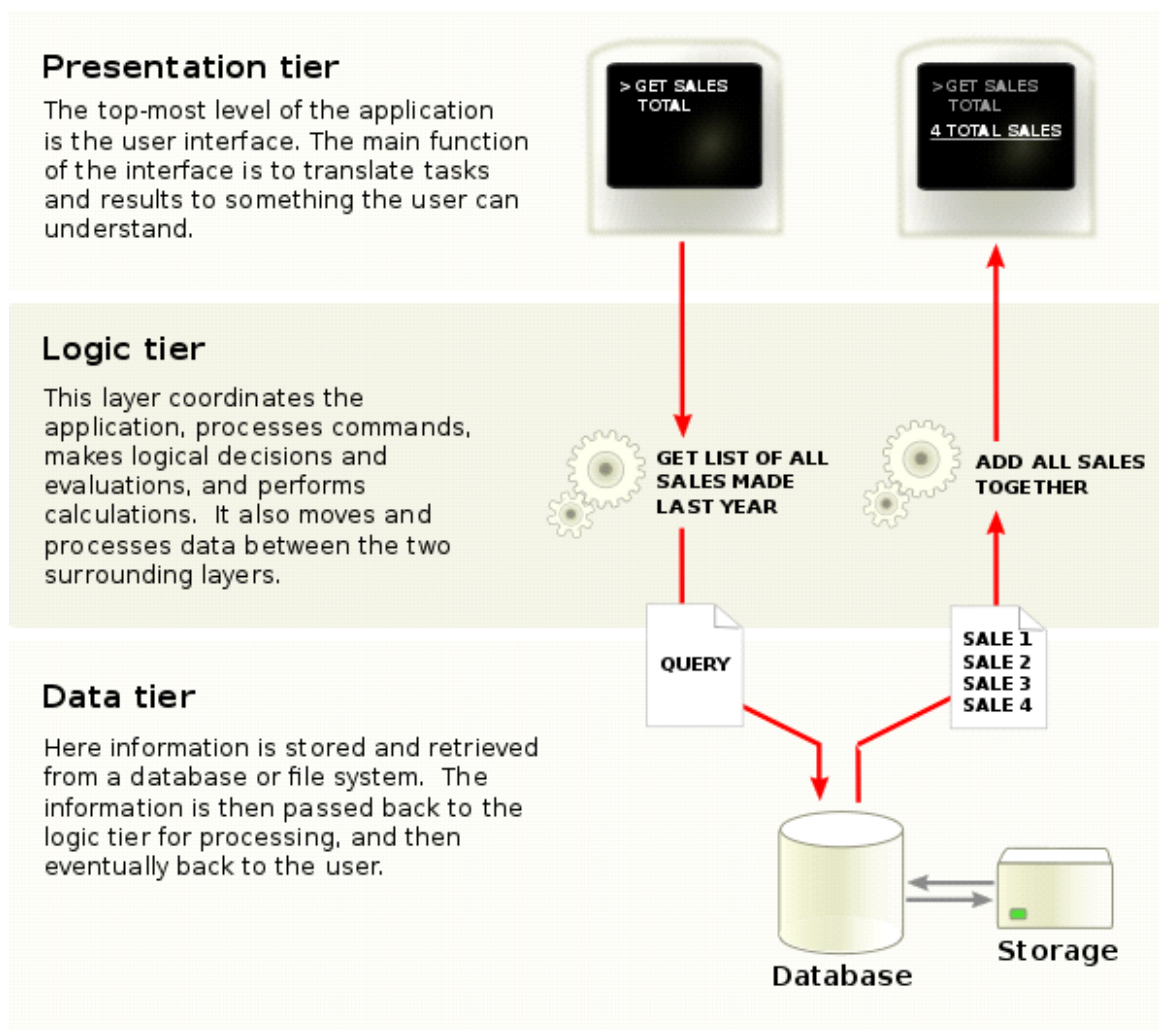 Presentation tier
The top-most level of the application
is the user interface. The main function
of the interface is to translate tasks
and results to something the user can
understand.
> GET SALES
TOTAL
>GET SALES
TOTAL
4 TOTAL SALES
Logic tier
This layer coordinates the
application, processes commands,
makes logical decisions and
evaluations, and performs
calculations. It also moves and
processes data between the two
surrounding layers.
GET LIST OF ALL
SALES MADE
LAST YEAR
ADD ALL SALES
TOGETHER
QUERY
SALE 1
SALE 2
SALE 3
SALE 4
Data tier
Here information is stored and retrieved
from a database or file system. The
information is then passed back to the
logic tier for processing, and then
eventually back to the user.
Database
Storage